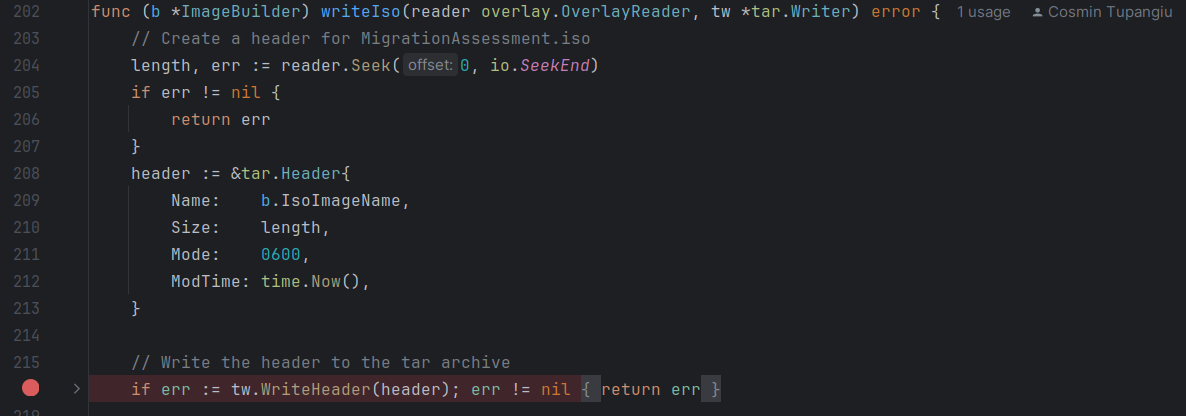 202 func (b *ImageBuilder) writeIso(reader overlay.OverlayReader, tw *tar.Writer) error { 1 usage Cosmin Tupangiu
203 // Create a header for MigrationAssessment.iso
204 length, err := reader.Seek( offset: 0, io.SeekEnd)
205 if err != nil {
206 return err
207 }
208 header := &tar.Header{
209 Name: b.IsoImageName,
210 Size: length,
211 Mode: 0600,
212 ModTime: time.Now(),
213 }
214
215 // Write the header to the tar archive
if err := tw.WriteHeader(header); err != nil { return err }